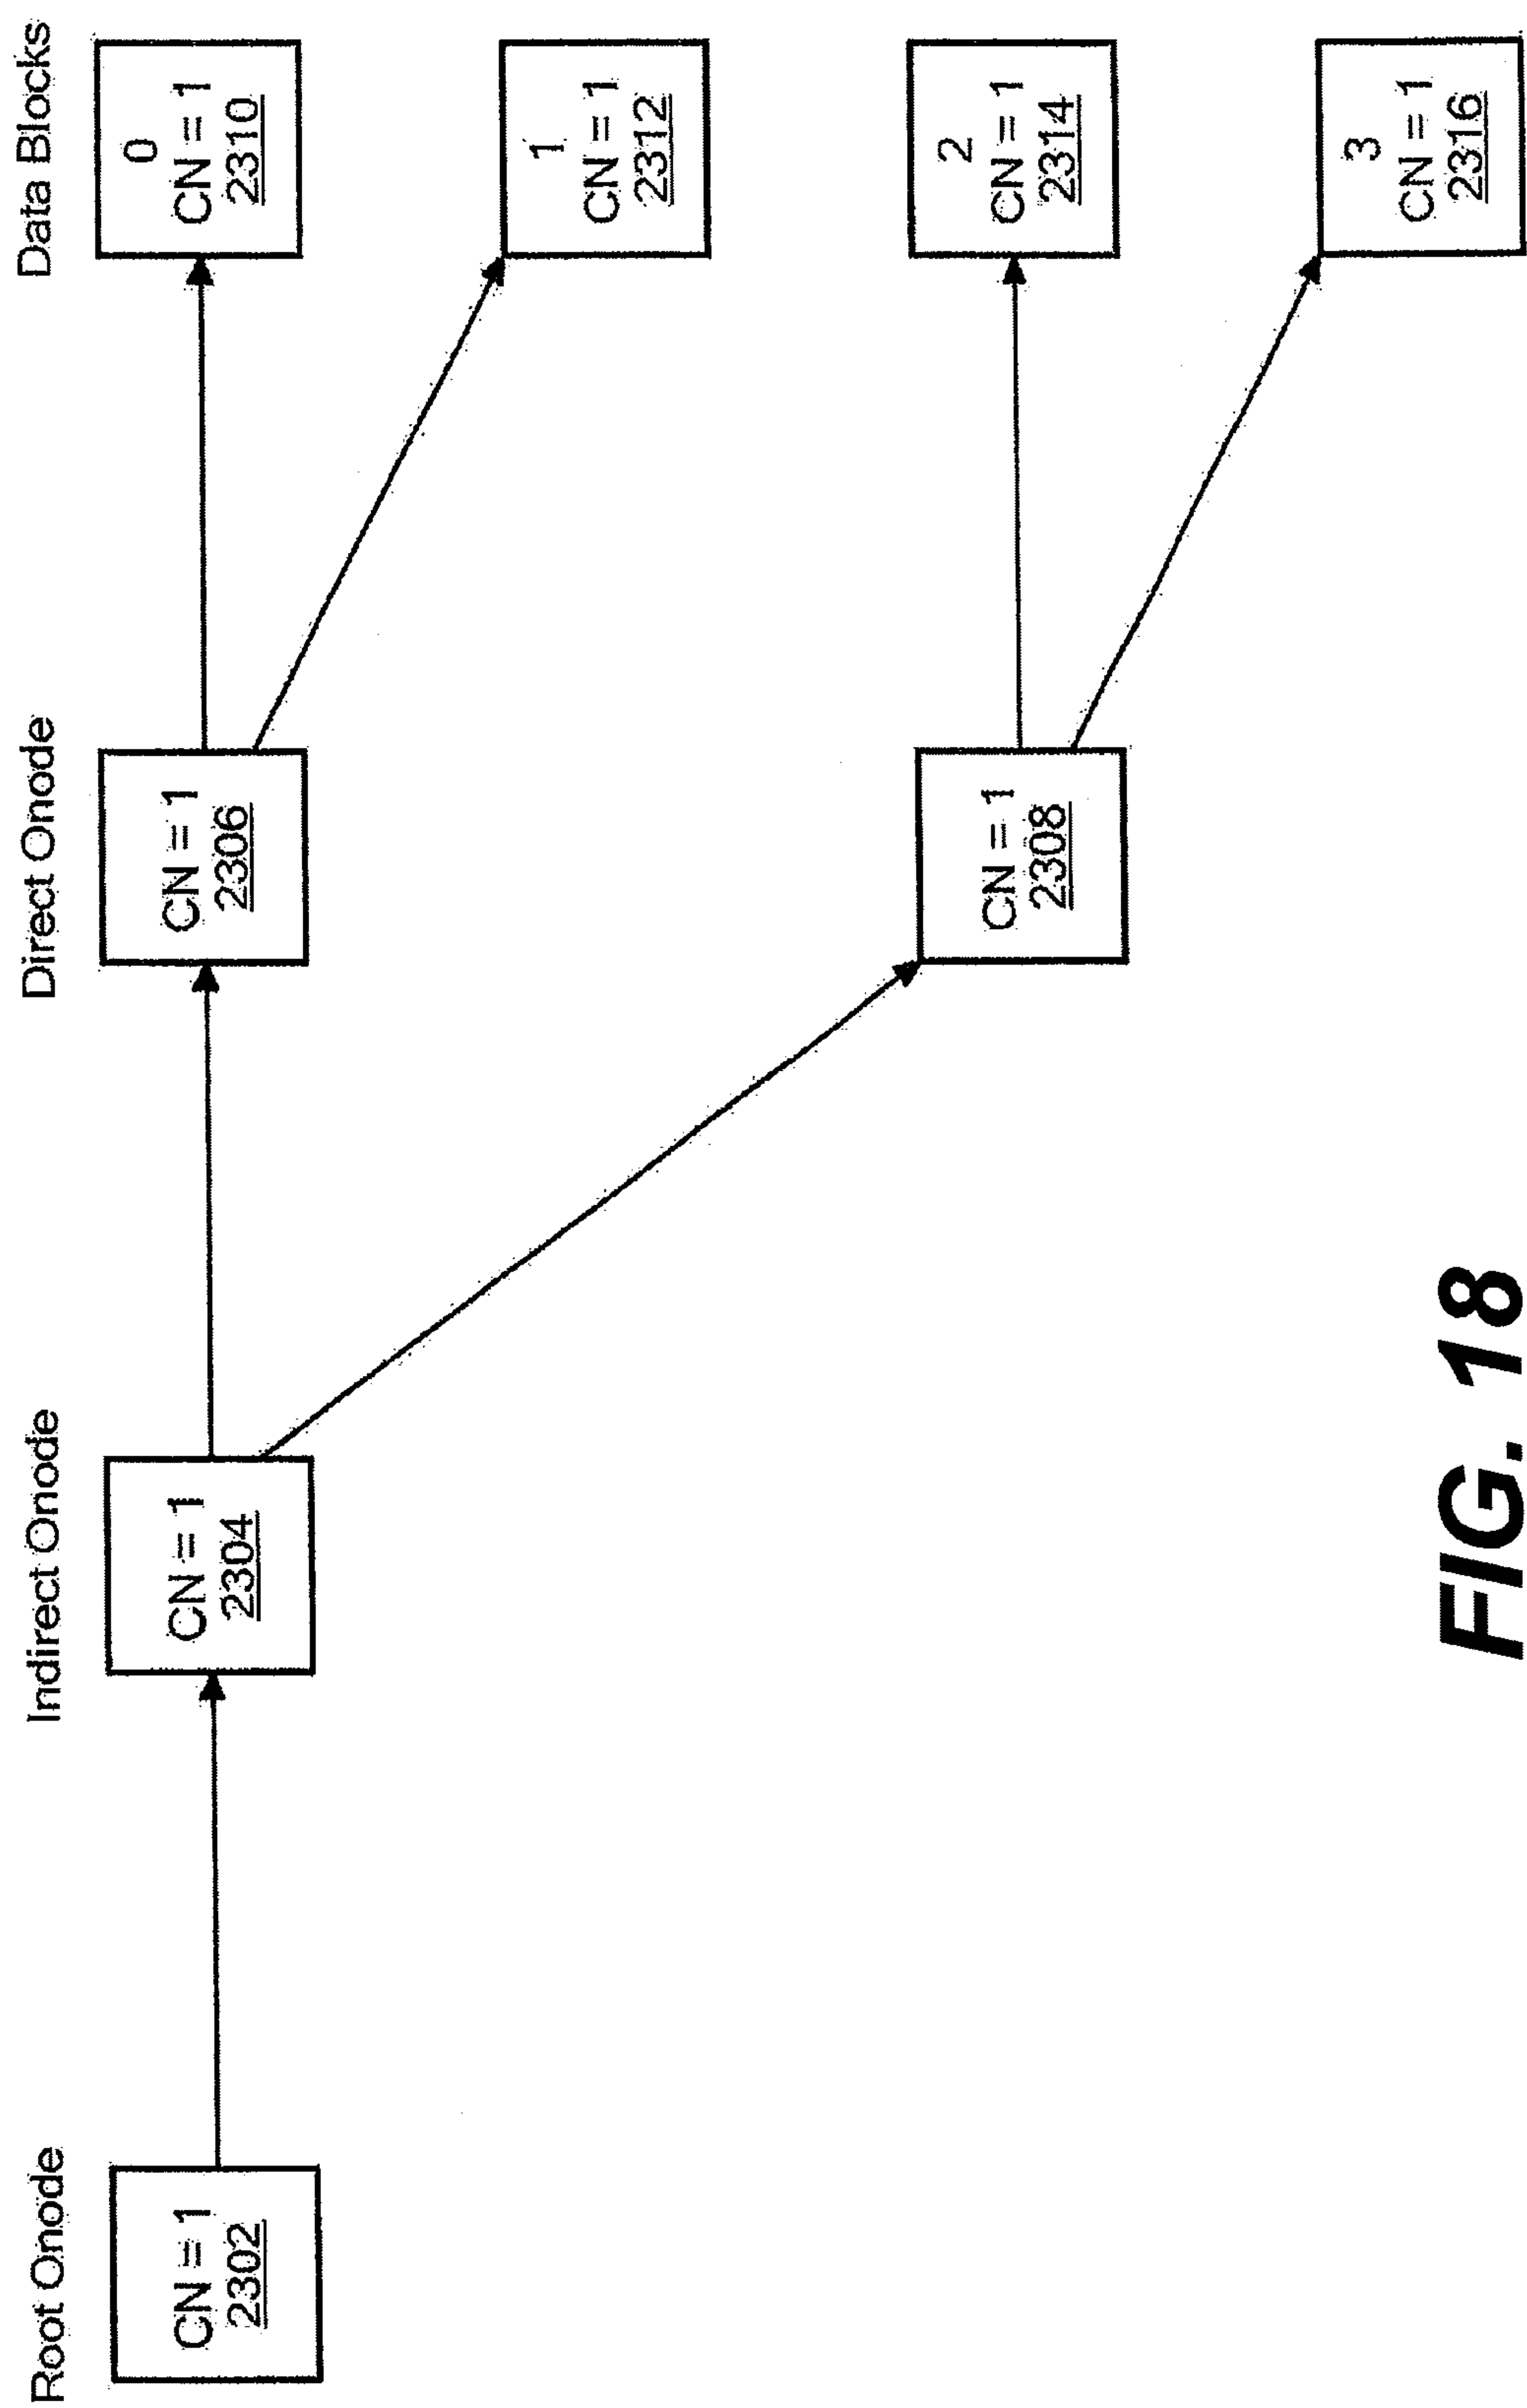 Root Onode
Indirect Onode
Direct Onode
Data Blocks
CN = 1
2302
CN = 1
2304
CN = 1
2306
0
CN = 1
2310
1
CN = 1
2312
CN = 1
2308
2
CN = 1
2314
3
CN = 1
2316
FIG. 18